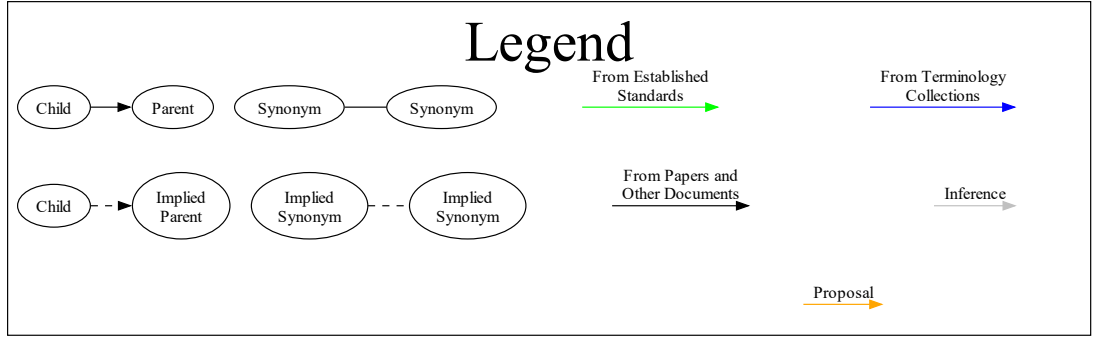 Legend
From Established
Standards
From Terminology
Collections
Child
Parent
Synonym
Synonym
From Papers and
Other Documents
Inference
Child
Implied
Parent
Implied
Synonym
Implied
Synonym
Proposal